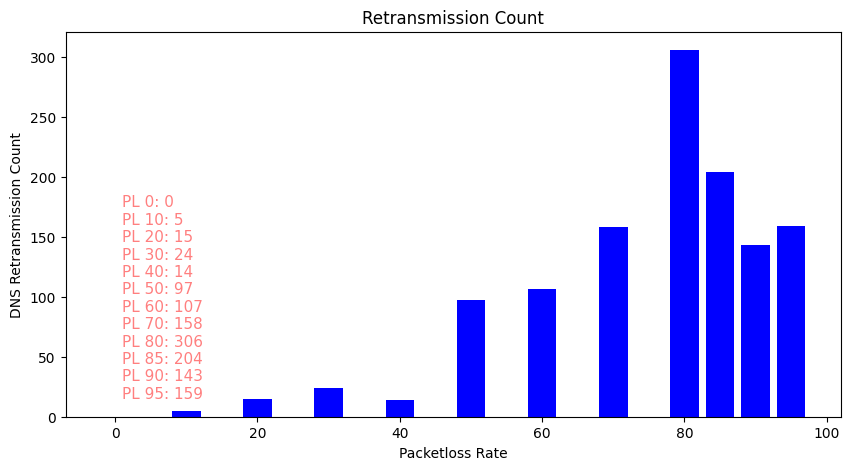 Retransmission Count
300
250
200
150
100
50
0
DNS Retransmission Count
PL 0: 0
PL 10: 5
PL 20: 15
PL 30: 24
PL 40: 14
PL 50: 97
PL 60: 107
PL 70: 158
PL 80: 306
PL 85: 204
PL 90: 143
PL 95: 159
0 20 40 60 80 100
Packetloss Rate